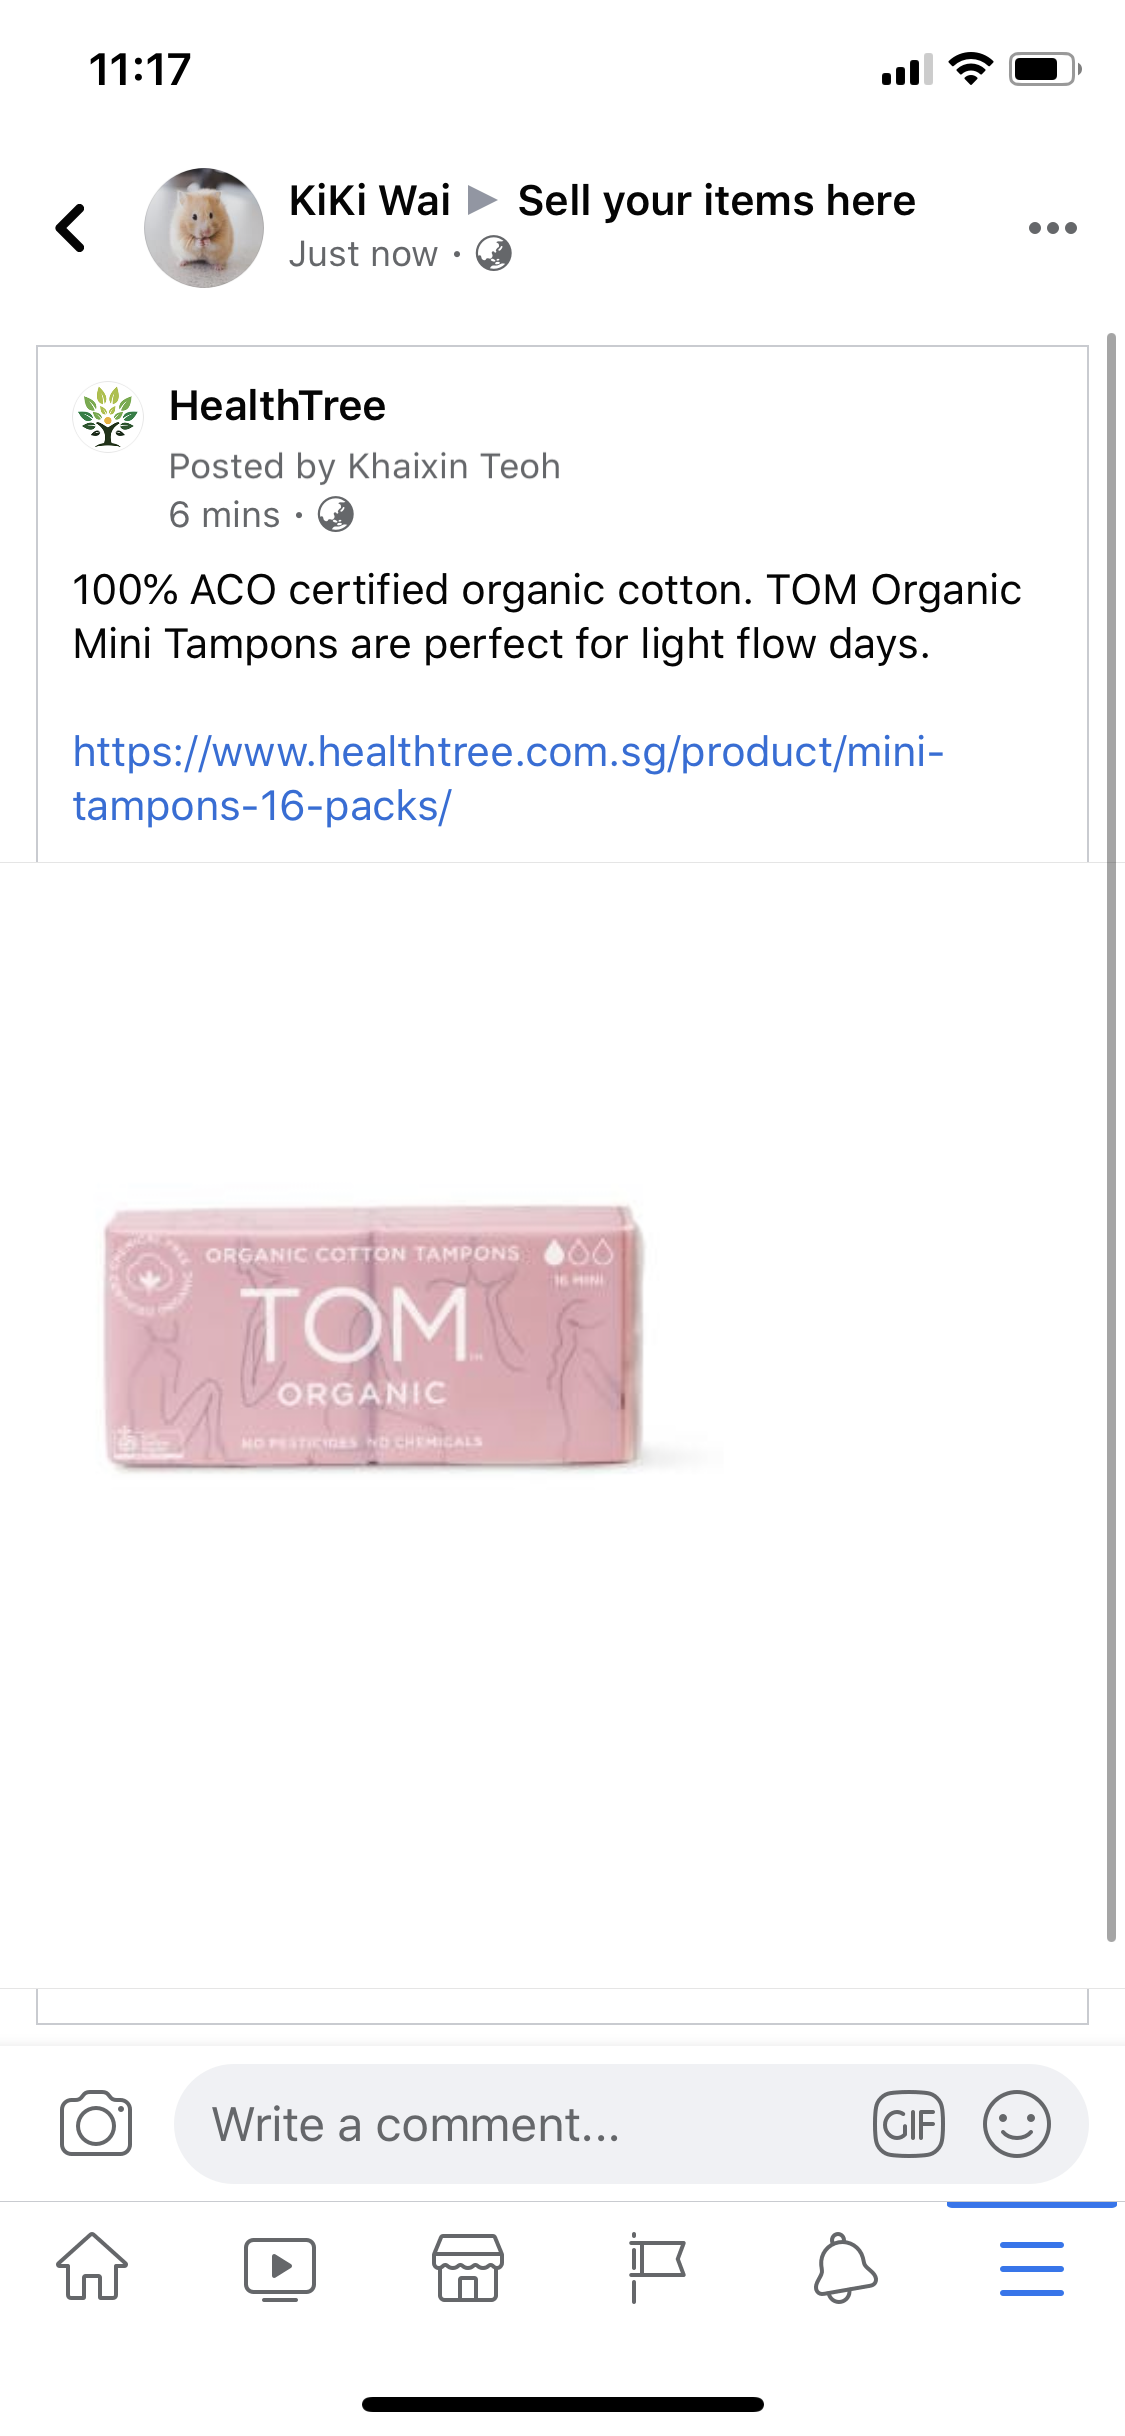 11:17
KiKi Wai ▶ Sell your items here
Just now ·
HealthTree
Posted by Khaixin Teoh
6 mins ·
100% ACO certified organic cotton. TOM Organic
Mini Tampons are perfect for light flow days.
https://www.healthtree.com.sg/product/mini-
tampons-16-packs/
ORGANIC COTTON TAMPONS
16 MINI
TOM
ORGANIC
NO PESTICIDES NO CHEMICALS
Write a comment...
GIF